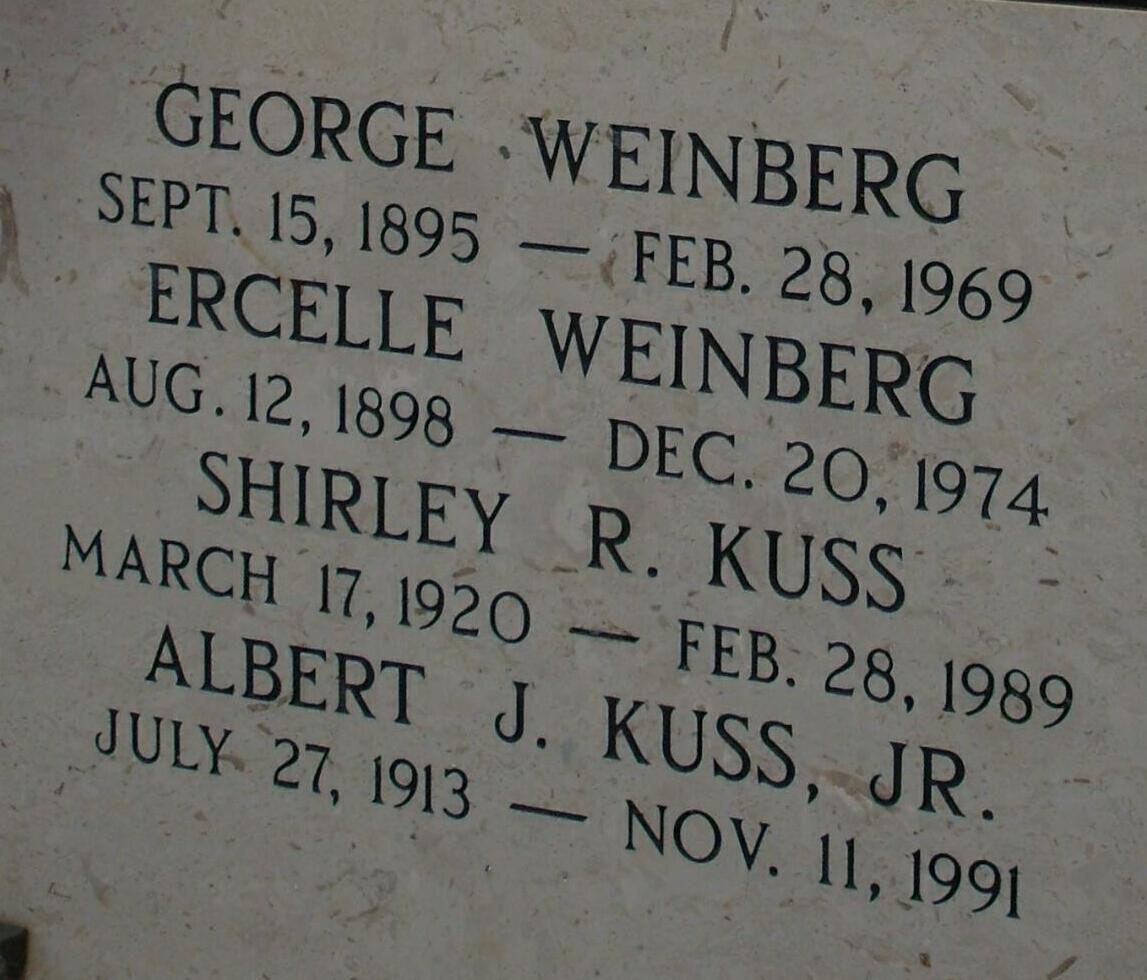 GEORGE WEINBERG
SEPT. 15, 1895 — FEB. 28, 1969
ERCELLE WEINBERG
AUG. 12, 1898 — DEC. 20, 1974
SHIRLEY R. KUSS
MARCH 17, 1920 — FEB. 28, 1989
ALBERT J. KUSS, JR.
JULY 27, 1913 — NOV. 11, 1991